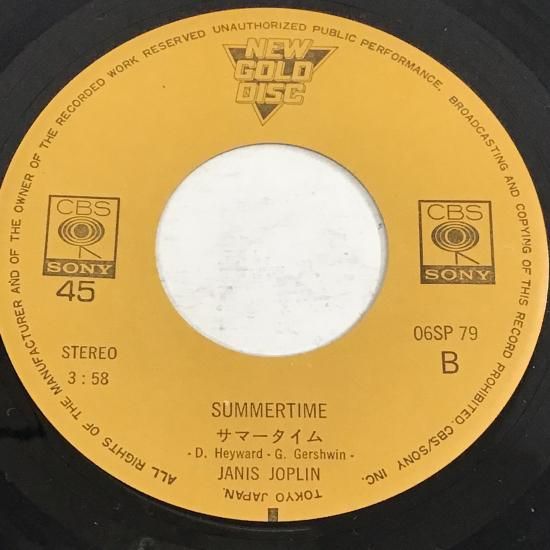 ALL RIGHTS OF THE MANUFACTURER AND OF THE OWNER OF THE RECORDED WORK RESERVED UNAUTHORIZED PUBLIC PERFORMANCE, BROADCASTING AND COPYING OF THIS RECORD PROHIBITED. CBS/SONY INC.
TOKYO JAPAN.
NEW
GOLD
DISC
CBS
SONY
45
CBS
SONY
STEREO
3:58
06SP 79
B
SUMMERTIME
サマータイム
- D. Heyward - G. Gershwin -
JANIS JOPLIN